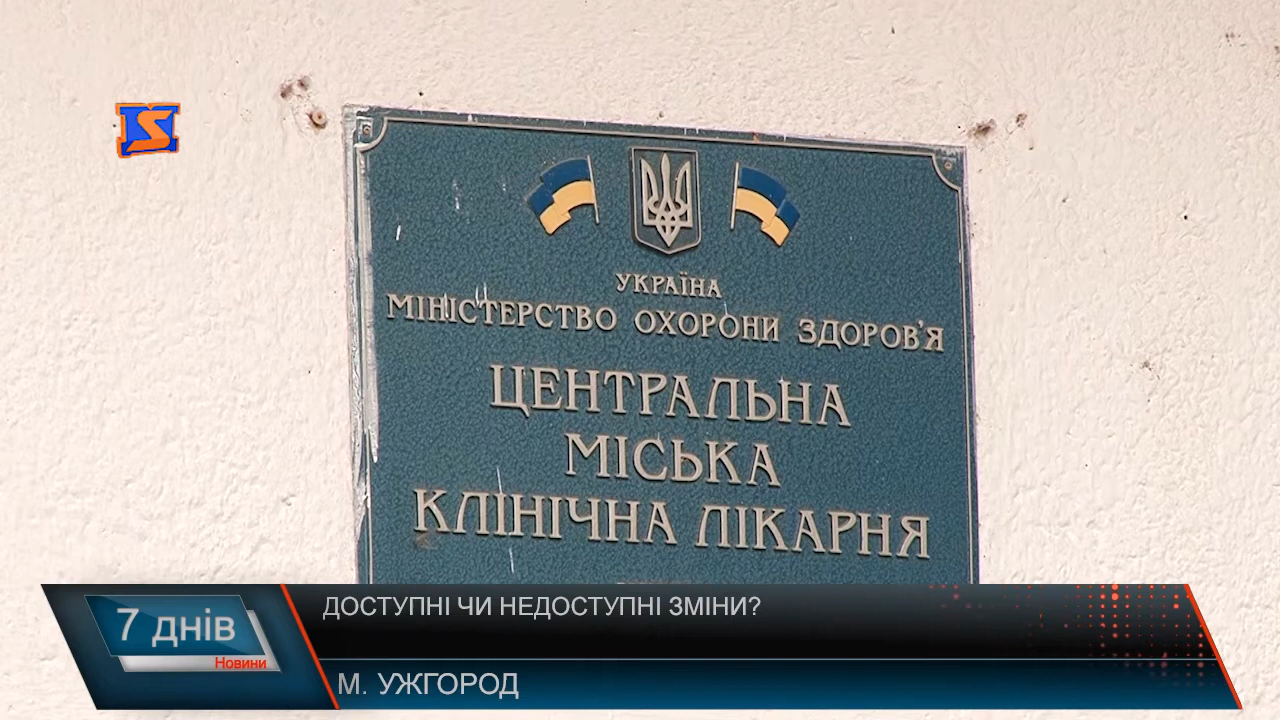 УКРАЇНА
МІНІСТЕРСТВО ОХОРОНИ ЗДОРОВ'Я
ЦЕНТРАЛЬНА
МІСЬКА
КЛІНІЧНА ЛІКАРНЯ
7 днів
Новини
ДОСТУПНІ ЧИ НЕДОСТУПНІ ЗМІНИ?
М. УЖГОРОД